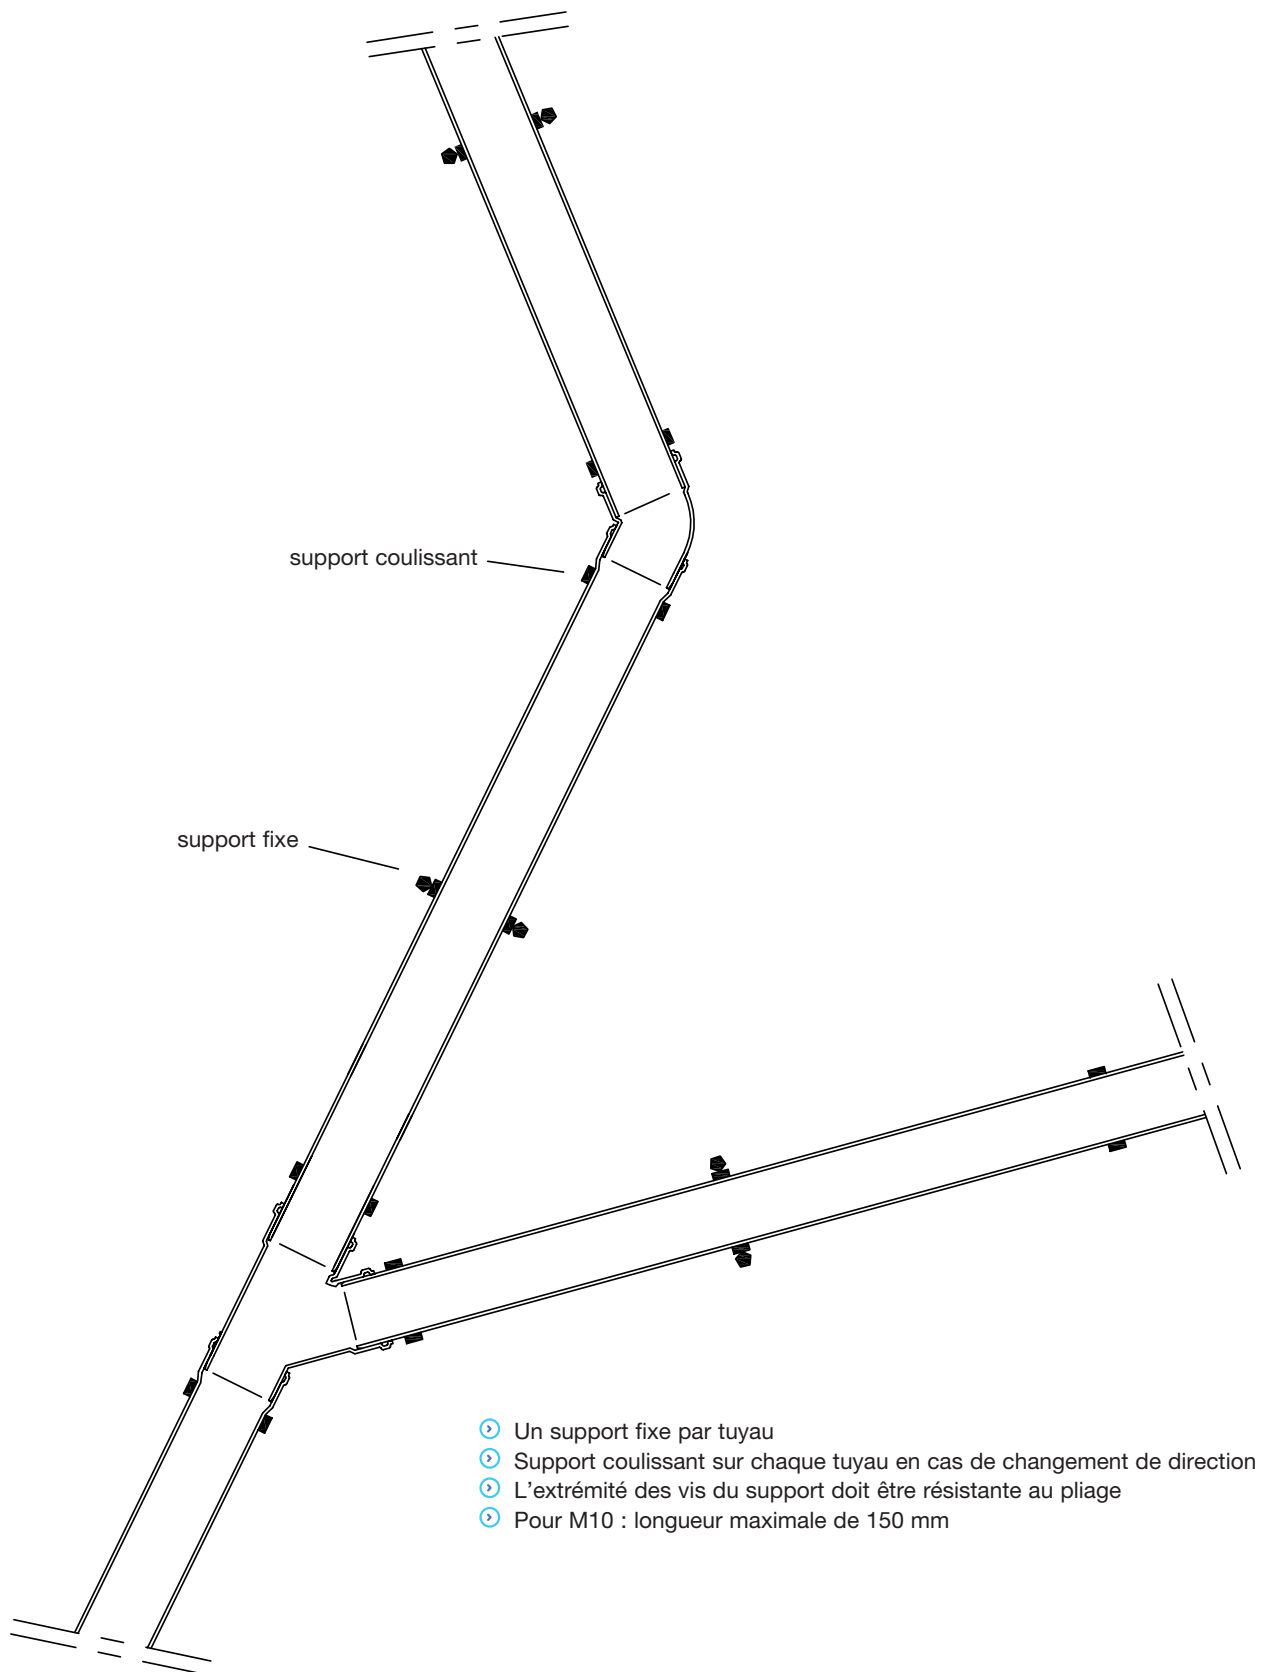 support coulissant
support fixe
Un support fixe par tuyau
Support coulissant sur chaque tuyau en cas de changement de direction
L’extrémité des vis du support doit être résistante au pliage
Pour M10 : longueur maximale de 150 mm